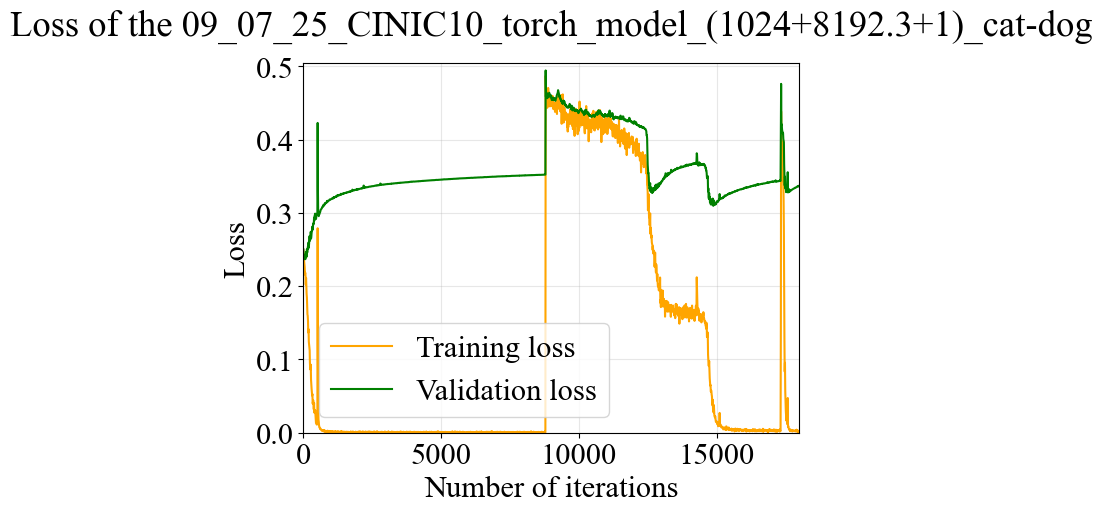 Loss of the 09_07_25_CINIC10_torch_model_(1024+8192.3+1)_cat-dog
0.5
0.4
0.3
0.2
0.1
0.0
Loss
Training loss
Validation loss
0 5000 10000 15000
Number of iterations